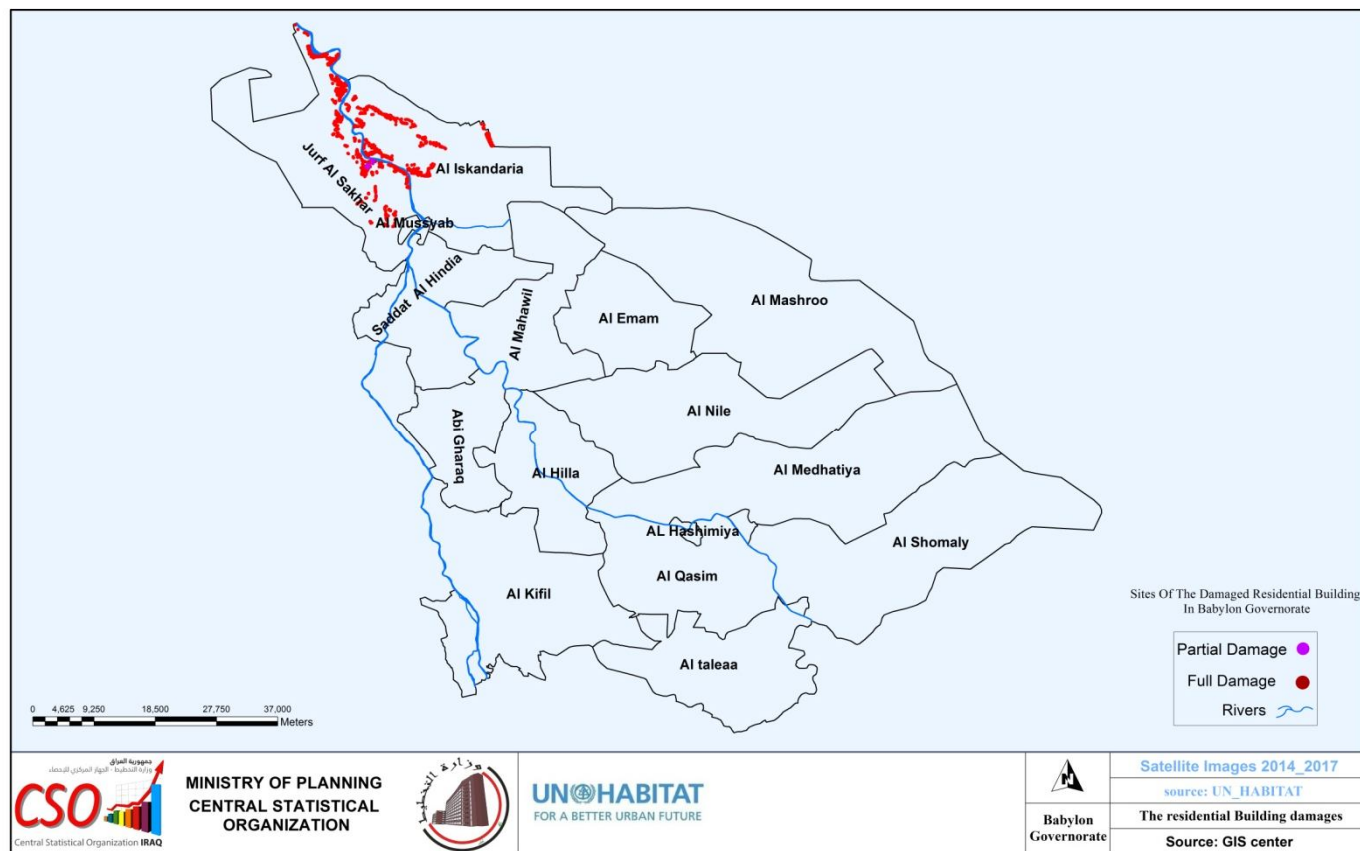 Jurf Al Sakhar
Al Iskandaria
Al Mussyab
Saddat Al Hindia
Al Mahawil
Al Emam
Al Mashroo
Abi Gharaq
Al Nile
Al Hilla
Al Medhatiya
AL Hashimiya
Al Shomaly
Al Qasim
Al Kifil
Al taleaa
Sites Of The Damaged Residential Building
In Babylon Governorate
Partial Damage
Full Damage
Rivers
0 4,625 9,250 18,500 27,750 37,000
Meters
جمهورية العراق
وزارة التخطيط - الجهاز المركزي للإحصاء
CSO
Central Statistical Organization IRAQ
MINISTRY OF PLANNING
CENTRAL STATISTICAL
ORGANIZATION
وزارة التخطيط
UN HABITAT
FOR A BETTER URBAN FUTURE
N
Babylon
Governorate
Satellite Images 2014_2017
source: UN_HABITAT
The residential Building damages
Source: GIS center